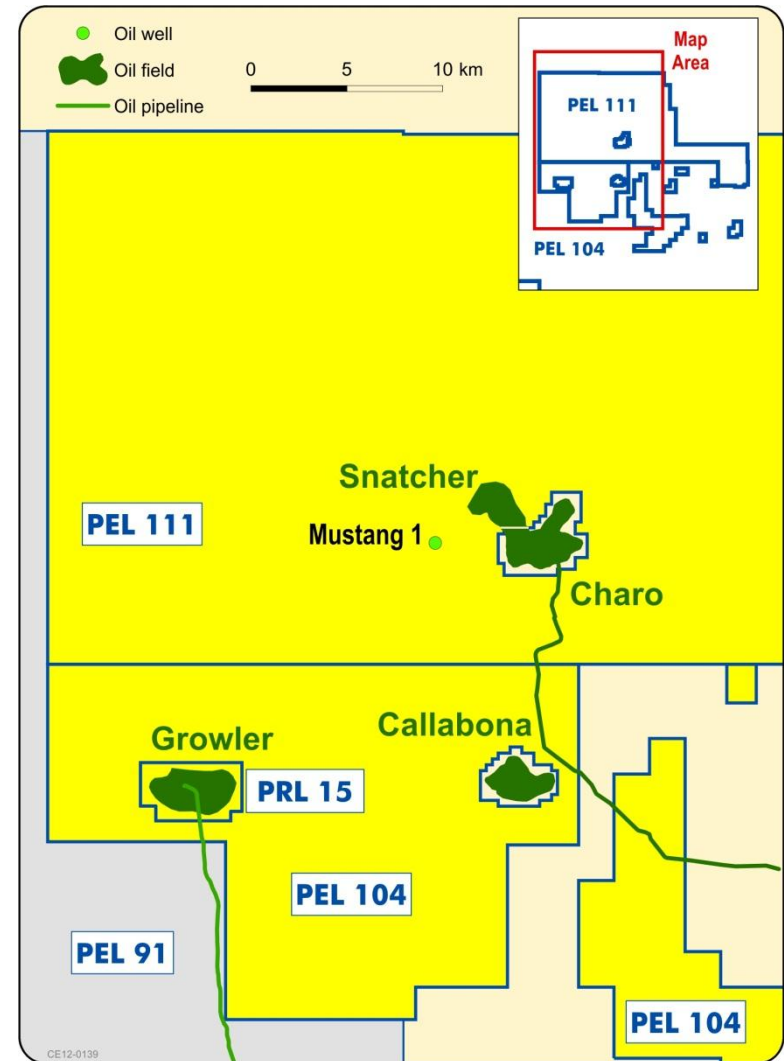 Oil well
Oil field
Oil pipeline
0 5 10 km
Map
Area
PEL 111
PEL 104
Snatcher
PEL 111
Mustang 1
Charo
Growler
Callabona
PRL 15
PEL 104
PEL 91
PEL 104
CE12-0139